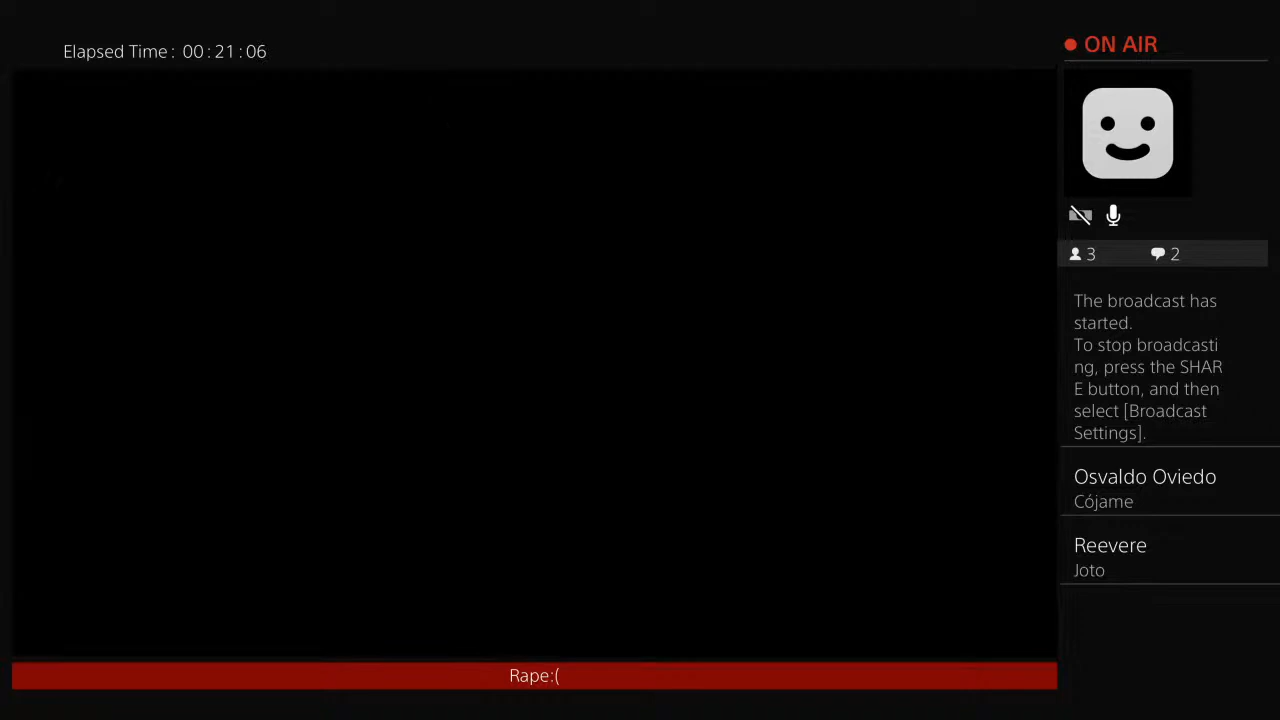 Elapsed Time: 00:21:06
ON AIR
3 2
The broadcast has
started.
To stop broadcasti
ng, press the SHAR
E button, and then
select [Broadcast
Settings].
Osvaldo Oviedo
Cójame
Reevere
Joto
Rape:(